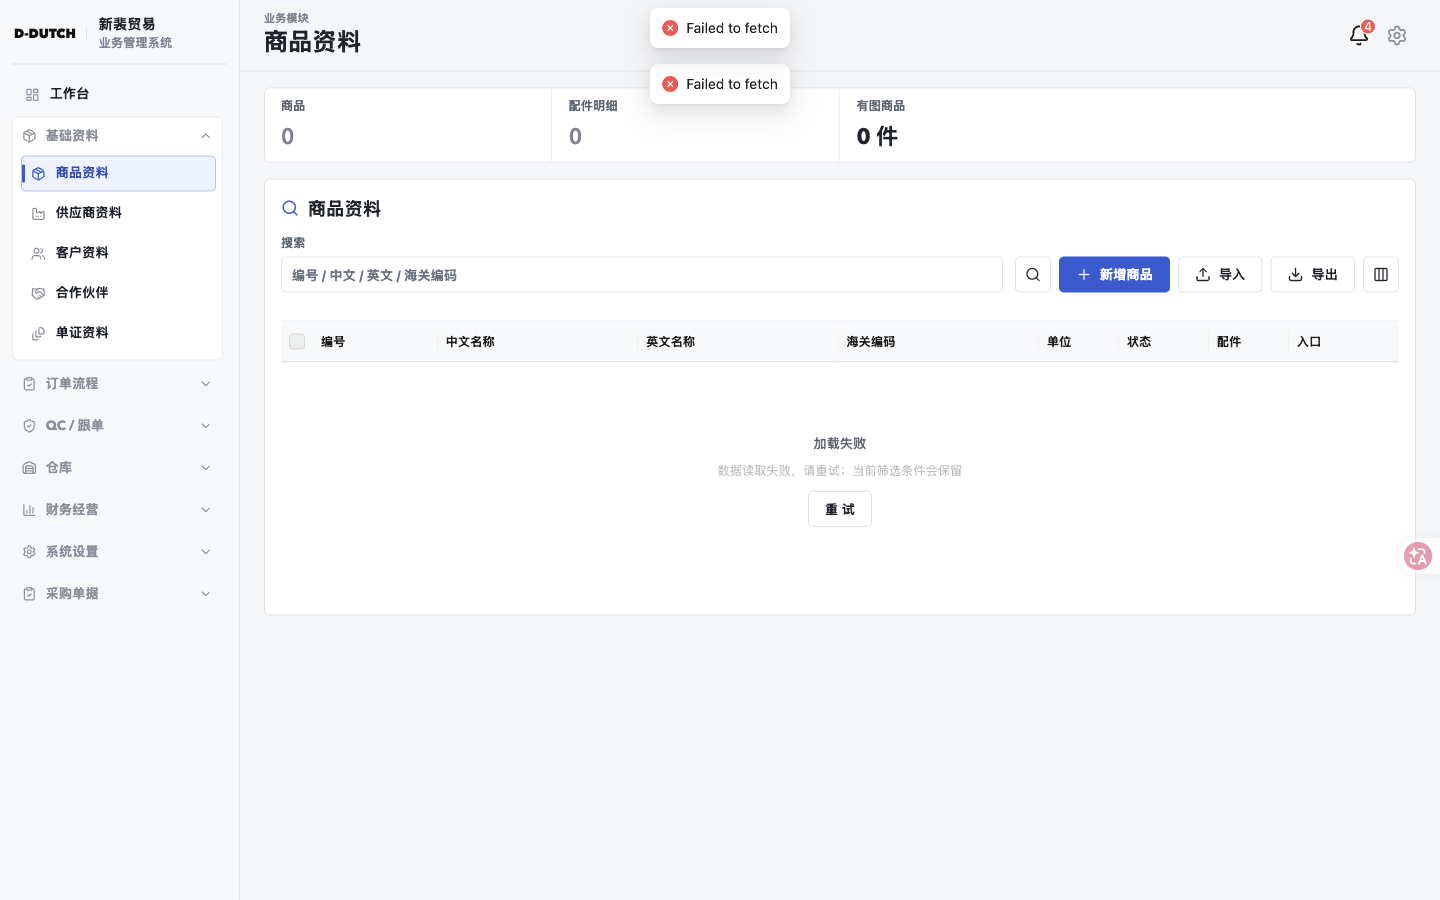 D-DUTCH
新装贸易
业务管理系统
工作台
基础资料
商品资料
供应商资料
客户资料
合作伙伴
单证资料
订单流程
QC / 跟单
仓库
财务经营
系统设置
采购单据
业务模块
商品资料
Failed to fetch
Failed to fetch
4
商品
0
配件明细
0
有图商品
0 件
商品资料
搜索
编号 / 中文 / 英文 / 海关编码
新增商品
导入
导出
编号 中文名称 英文名称 海关编码 单位 状态 配件 入口
加载失败
数据读取失败，请重试；当前筛选条件会保留
重 试